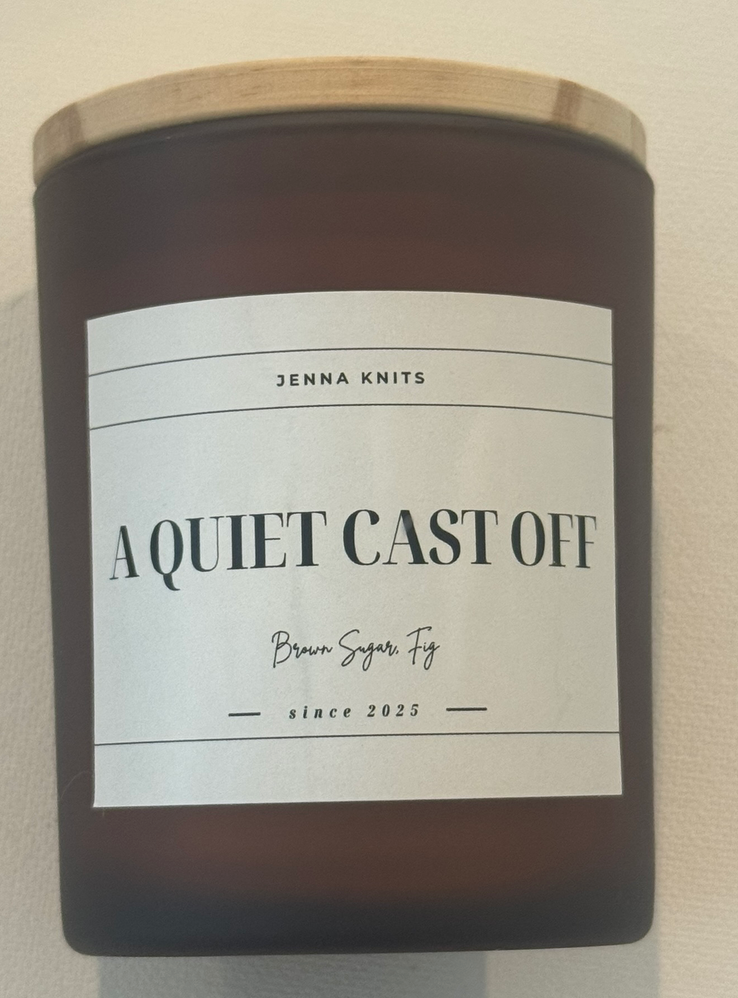 JENNA KNITS
A QUIET CAST OFF
Brown Sugar, Fig
since 2025